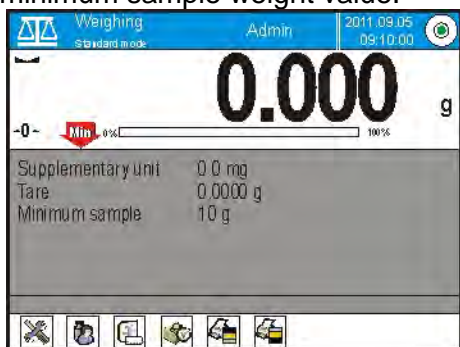 minimum sample weight value.
Weighing
Standard mode
Admin
2011.09.05
09:10:00
0.000
g
-0-
Min
0%
100%
Supplementary unit 0.0 mg
Tare 0.0000 g
Minimum sample 10 g